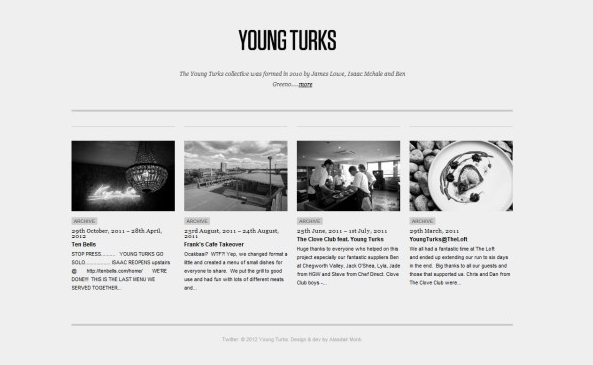 YOUNG TURKS
The Young Turks collective was formed in 2010 by James Lowe, Isaac Mchale and Ben
Greeno....more
ARCHIVE
29th October, 2011 – 28th April,
2012
Ten Bells
STOP PRESS........... YOUNG TURKS GO
SOLO................. ISAAC REOPENS upstairs
@ http://tenbells.com/home/ WE'RE
DONE!!! THIS IS THE LAST MENU WE
SERVED TOGETHER...
ARCHIVE
23rd August, 2011 – 24th August,
2011
Frank's Cafe Takeover
Ocakbasi? WTF? Yep, we changed format a
little and created a menu of small dishes for
everyone to share. We put the grill to good
use and had fun with lots of different meats
and...
ARCHIVE
25th June, 2011 – 1st July, 2011
The Clove Club feat. Young Turks
Huge thanks to everyone who helped on this
project especially our fantastic suppliers Ben
at Chegworth Valley, Jack O'Shea, Lyla, Jade
from HGW and Steve from Chef Direct. Clove
Club boys –...
ARCHIVE
29th March, 2011
YoungTurks@TheLoft
We all had a fantastic time at The Loft
and ended up extending our run to six days
in the end. Big thanks to all our guests and
those that supported us. Chris and Dan from
The Clove Club were...
Twitter © 2012 Young Turks. Design & dev by Alasdair Monk.